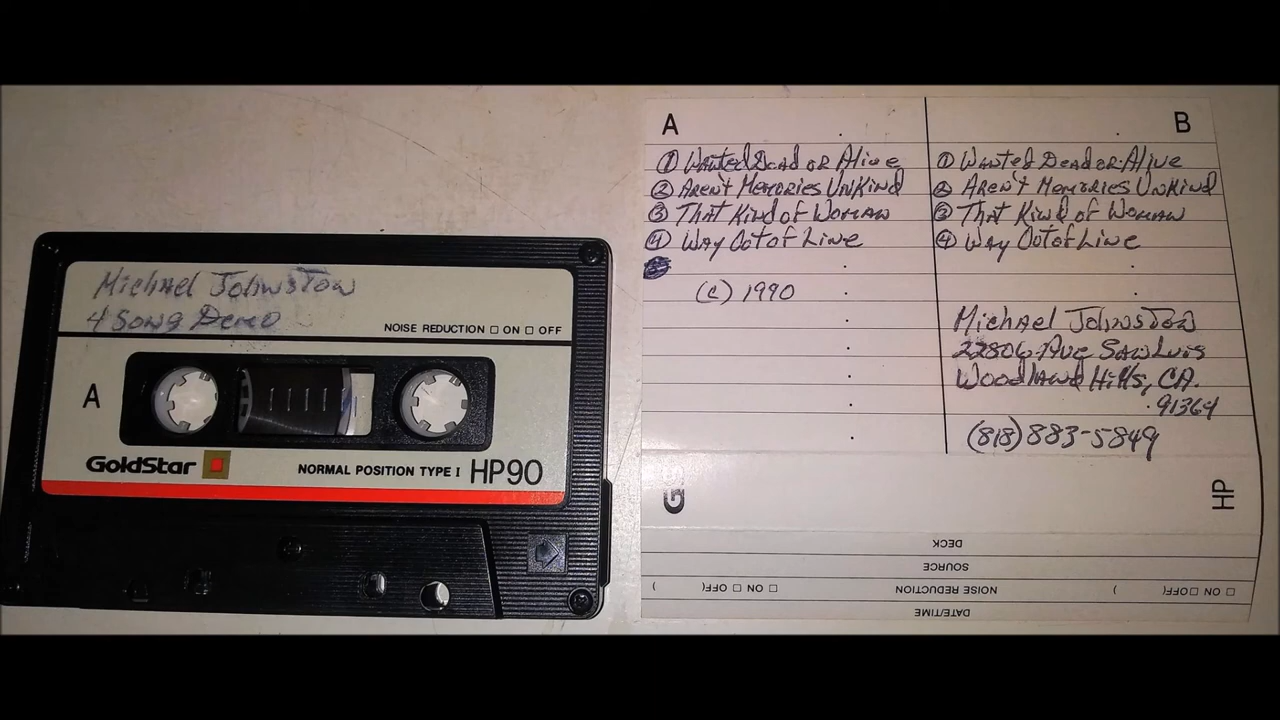 Michael Johnston
4 Song Demo
NOISE REDUCTION □ ON □ OFF
A
GoldStar
NORMAL POSITION TYPE I HP90
A
① Wanted Dead or Alive
② Aren't Memories Unkind
③ That Kind of Woman
④ Way Out of Line
(C) 1990
B
① Wanted Dead or Alive
② Aren't Memories Unkind
③ That Kind of Woman
④ Way Out of Line
Michael Johnston
22806 Ave San Luis
Woodland Hills, CA.
91364
(818) 883-5849
G
HP
DECK
SOURCE
NOISE REDUCTION
( □ ON □ OFF)
( □ ON □ OFF)
DATE/TIME